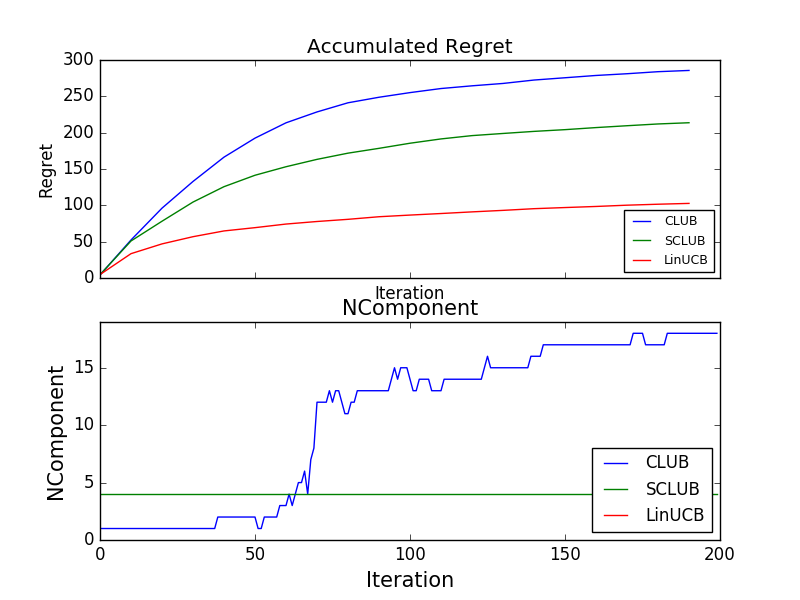 Accumulated Regret
300
250
200
150
100
50
0
Regret
CLUB
SCLUB
LinUCB
Iteration
NComponent
15
10
5
0
NComponent
CLUB
SCLUB
LinUCB
0 50 100 150 200
Iteration